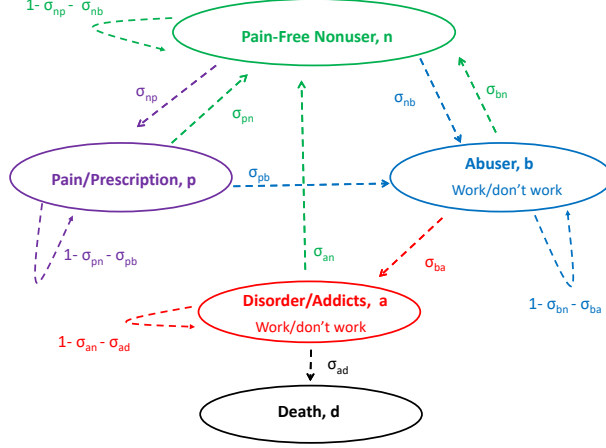 1- σnp - σnb
Pain-Free Nonuser, n
σnp
σpn
σnb
σbn
Pain/Prescription, p
σpb
Abuser, b
Work/don't work
1- σpn - σpb
σan
σba
1- σbn - σba
Disorder/Addicts, a
Work/don't work
1- σan - σad
σad
Death, d